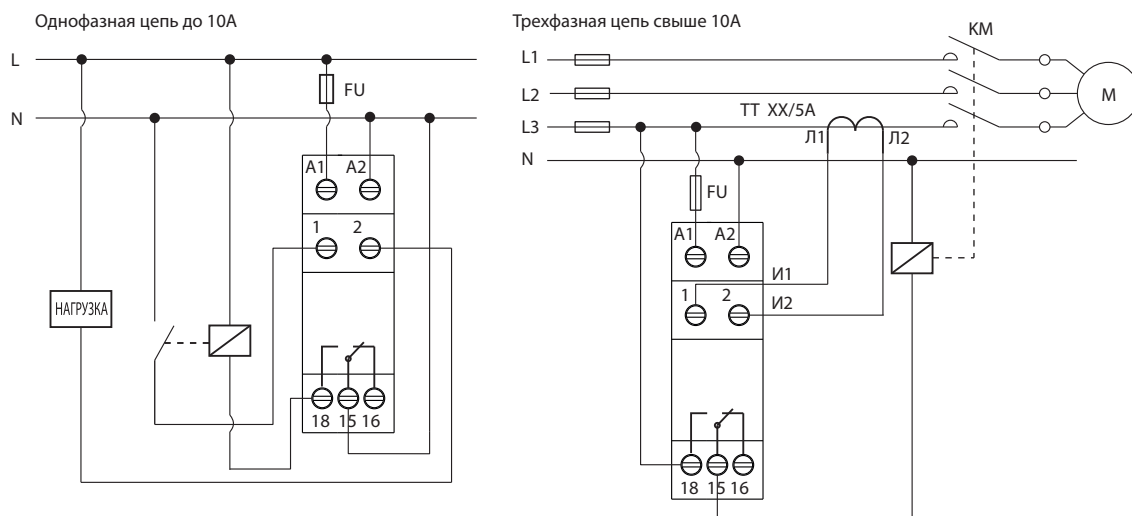 Однофазная цепь до 10А
L
FU
N
A1 A2
1 2
НАГРУЗКА
18 15 16
Трехфазная цепь свыше 10А
KM
L1
L2
M
L3
ТТ XX/5А
Л1 Л2
N
FU
A1 A2
И1
1 2
И2
18 15 16